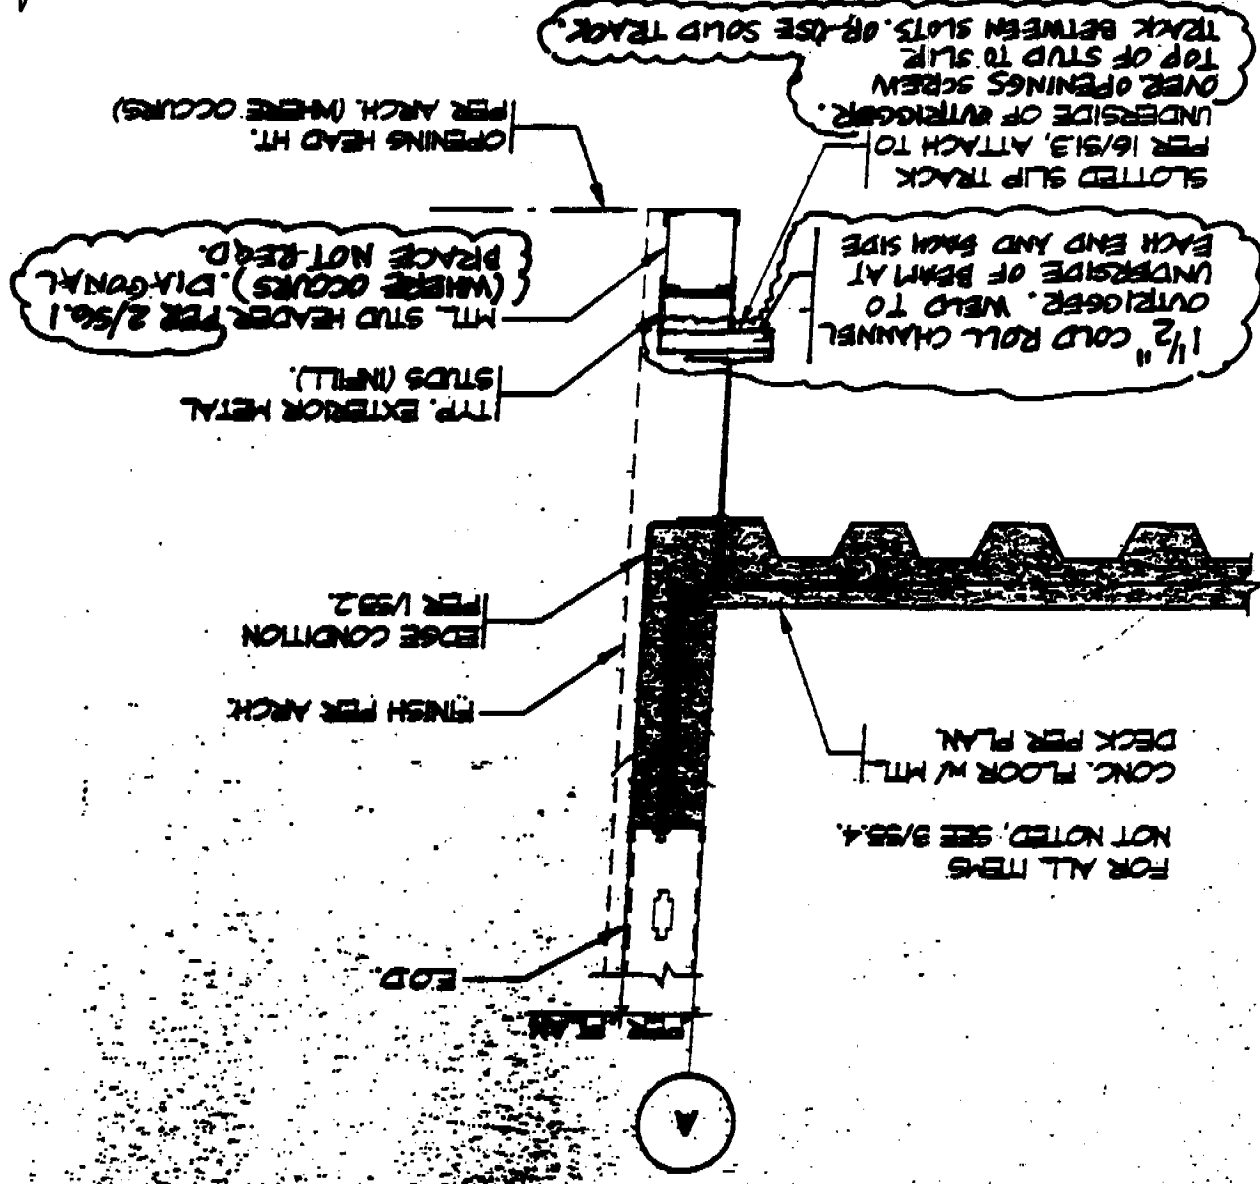 A
PER PLAN
E.O.D.
FOR ALL ITEMS
NOT NOTED, SEE 3/S5.4.
CONC. FLOOR W/ MTL.
DECK PER PLAN
FINISH PER ARCH.
EDGE CONDITION
PER 1/S5.2.
1 1/2" COLD ROLL CHANNEL
OUTRIGGER. WELD TO
UNDERSIDE OF BEAM AT
EACH END AND EACH SIDE
TYP. EXTERIOR METAL
STUDS (INFILL).
MTL STUD HEADER PER 2/S6.1
(WHERE OCCURS). DIAGONAL
BRACE NOT REQD.
SLOTTED SLIP TRACK
PER 16/S1.3, ATTACH TO
UNDERSIDE OF OUTRIGGER.
OVER OPENINGS SCREW
TOP OF STUD TO SLIP
TRACK BETWEEN SLOTS. OR USE SOLID TRACK.
OPENING HEAD HT.
PER ARCH. (WHERE OCCURS)